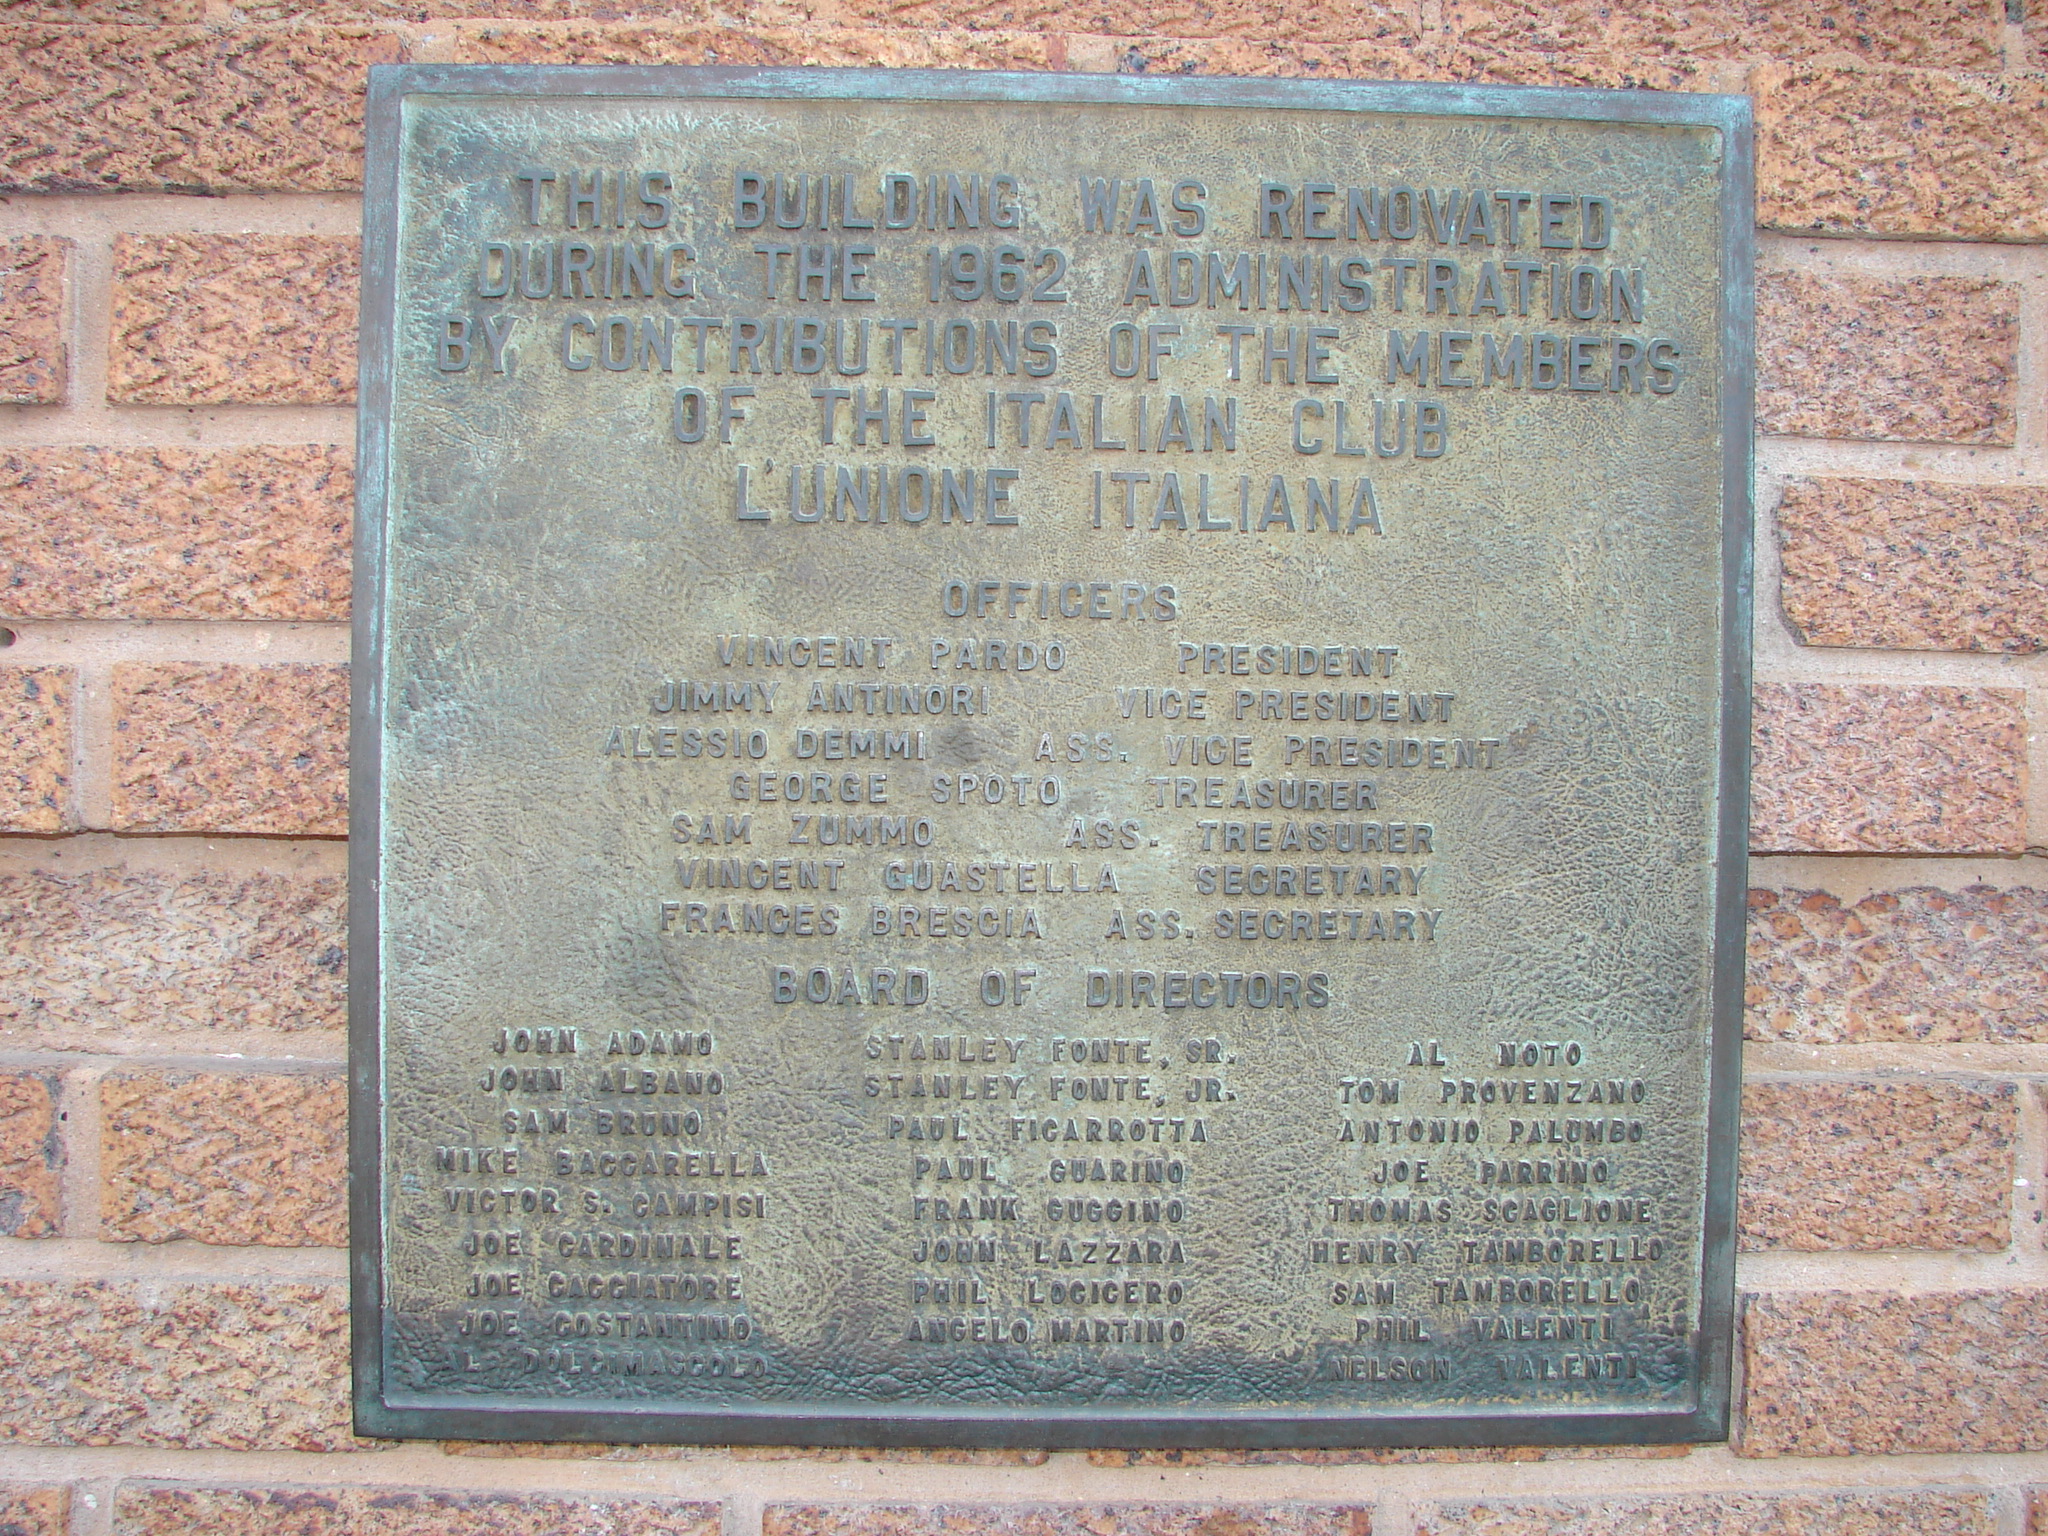 THIS BUILDING WAS RENOVATED
DURING THE 1962 ADMINISTRATION
BY CONTRIBUTIONS OF THE MEMBERS
OF THE ITALIAN CLUB
L'UNIONE ITALIANA
OFFICERS
VINCENT PARDO PRESIDENT
JIMMY ANTINORI VICE PRESIDENT
ALESSIO DEMMI ASS. VICE PRESIDENT
GEORGE SPOTO TREASURER
SAM ZUMMO ASS. TREASURER
VINCENT GUASTELLA SECRETARY
FRANCES BRESCIA ASS. SECRETARY
BOARD OF DIRECTORS
JOHN ADAMO STANLEY FONTE, SR. AL NOTO
JOHN ALBANO STANLEY FONTE, JR. TOM PROVENZANO
SAM BRUNO PAUL FICARROTTA ANTONIO PALUMBO
MIKE BACCARELLA PAUL GUARINO JOE PARRINO
VICTOR S. CAMPISI FRANK GUGGINO THOMAS SCAGLIONE
JOE CARDINALE JOHN LAZZARA HENRY TAMBORELLO
JOE CACCIATORE PHIL LOCICERO SAM TAMBORELLO
JOE COSTANTINO ANGELO MARTINO PHIL VALENTI
AL DOLCIMASCOLO NELSON VALENTI